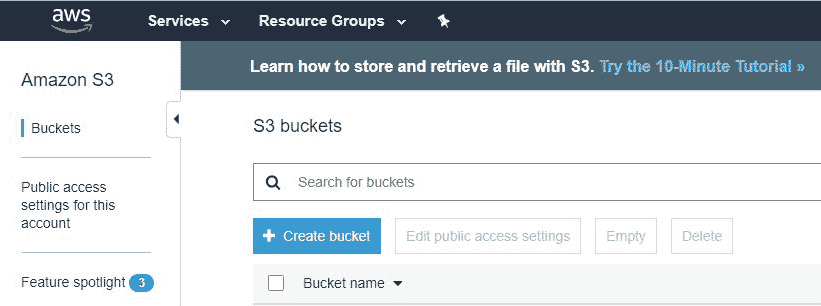 aws
Services
Resource Groups
Amazon S3
Buckets
Public access
settings for this
account
Feature spotlight 3
Learn how to store and retrieve a file with S3. Try the 10-Minute Tutorial »
S3 buckets
Search for buckets
+ Create bucket
Edit public access settings
Empty
Delete
Bucket name